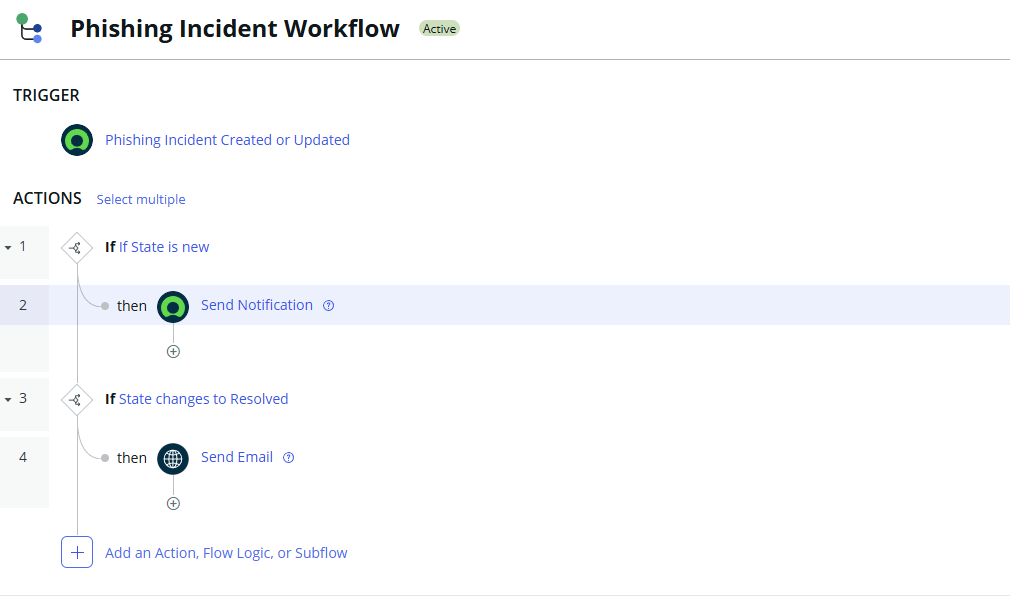 Phishing Incident Workflow Active
TRIGGER
Phishing Incident Created or Updated
ACTIONS Select multiple
1 If If State is new
2 then Send Notification
3 If State changes to Resolved
4 then Send Email
Add an Action, Flow Logic, or Subflow